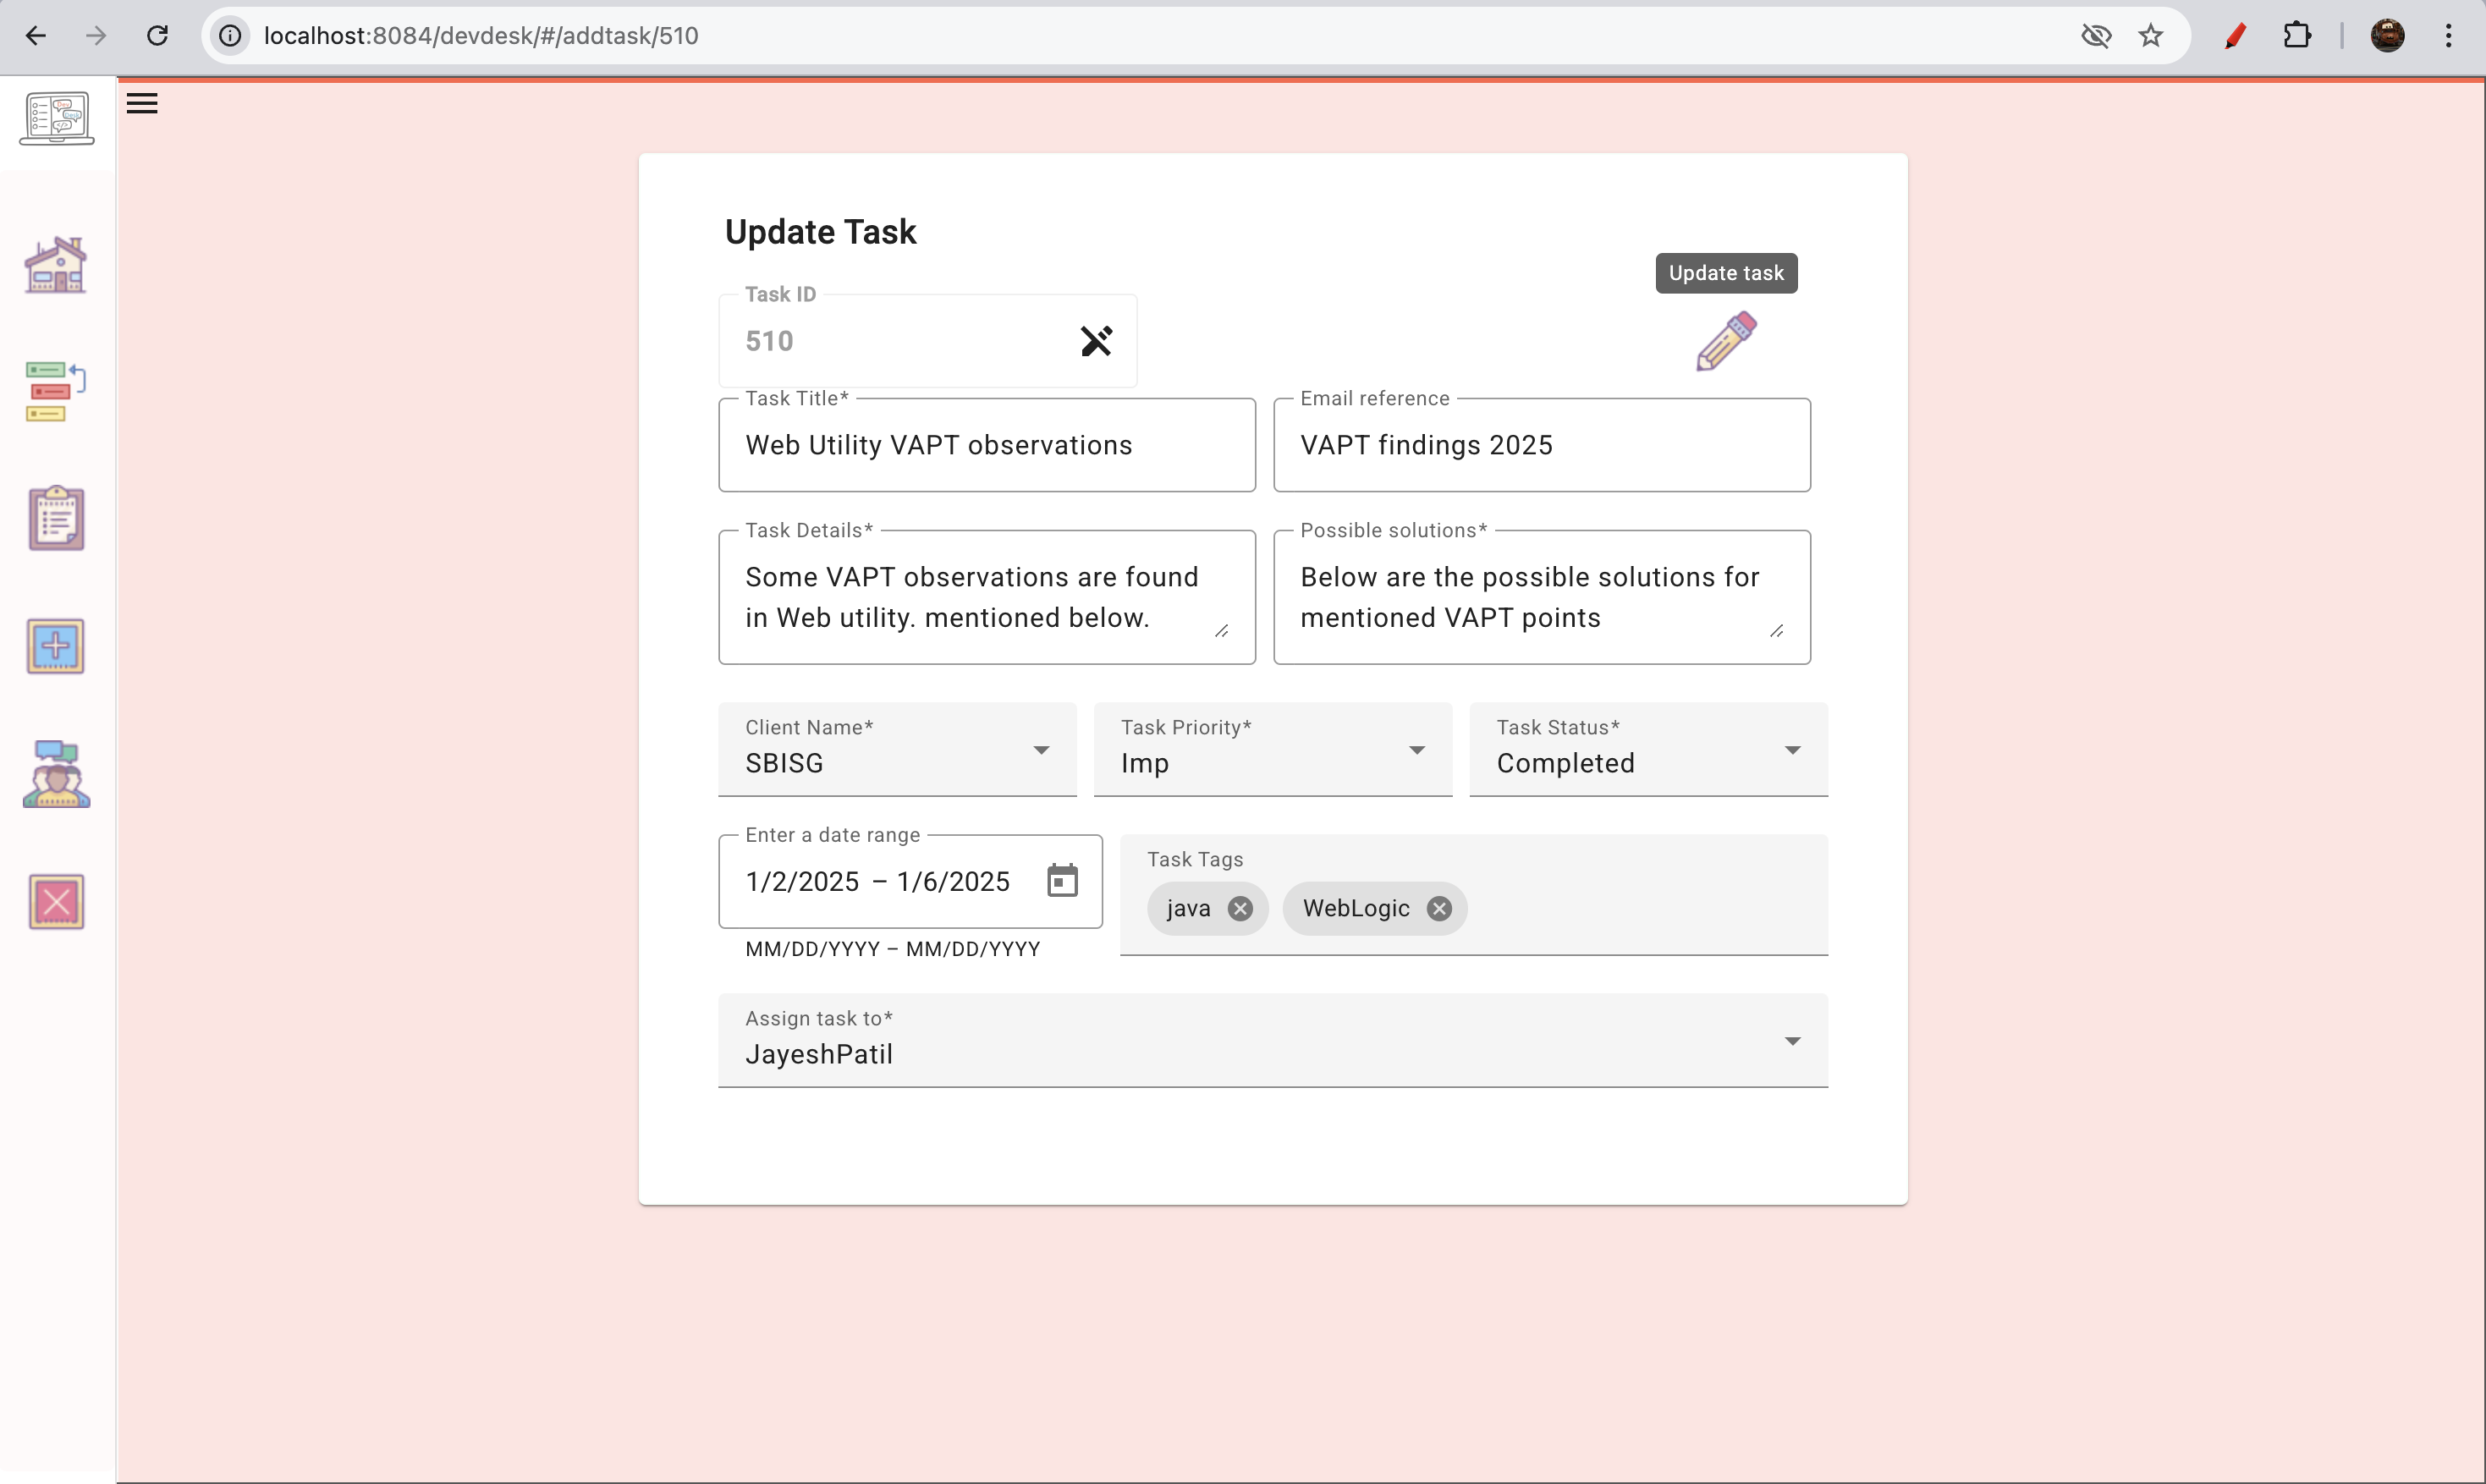 localhost:8084/devdesk/#/addtask/510
Dev
Desk
</>
Update Task
Update task
Task ID
510
Task Title*
Web Utility VAPT observations
Email reference
VAPT findings 2025
Task Details*
Some VAPT observations are found
in Web utility. mentioned below.
Possible solutions*
Below are the possible solutions for
mentioned VAPT points
Client Name*
SBISG
Task Priority*
Imp
Task Status*
Completed
Enter a date range
1/2/2025 – 1/6/2025
MM/DD/YYYY – MM/DD/YYYY
Task Tags
java
WebLogic
Assign task to*
JayeshPatil